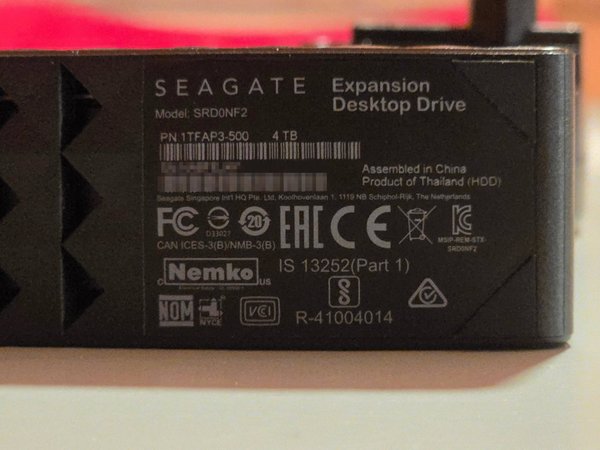 SEAGATE Expansion
Desktop Drive
Model: SRD0NF2
PN 1TFAP3-500 4 TB
Assembled in China
Product of Thailand (HDD)
Seagate Singapore Int'l HQ Pte. Ltd, Koolhovenlaan 1, 1119 NB Schiphol-Rijk, The Netherlands
FC D33027 20 EAC CE
MSIP-REM-STX-
SRD0NF2
CAN ICES-3(B)/NMB-3(B)
Nemko IS 13252(Part 1)
c US
NOM NYCE VCI R-41004014